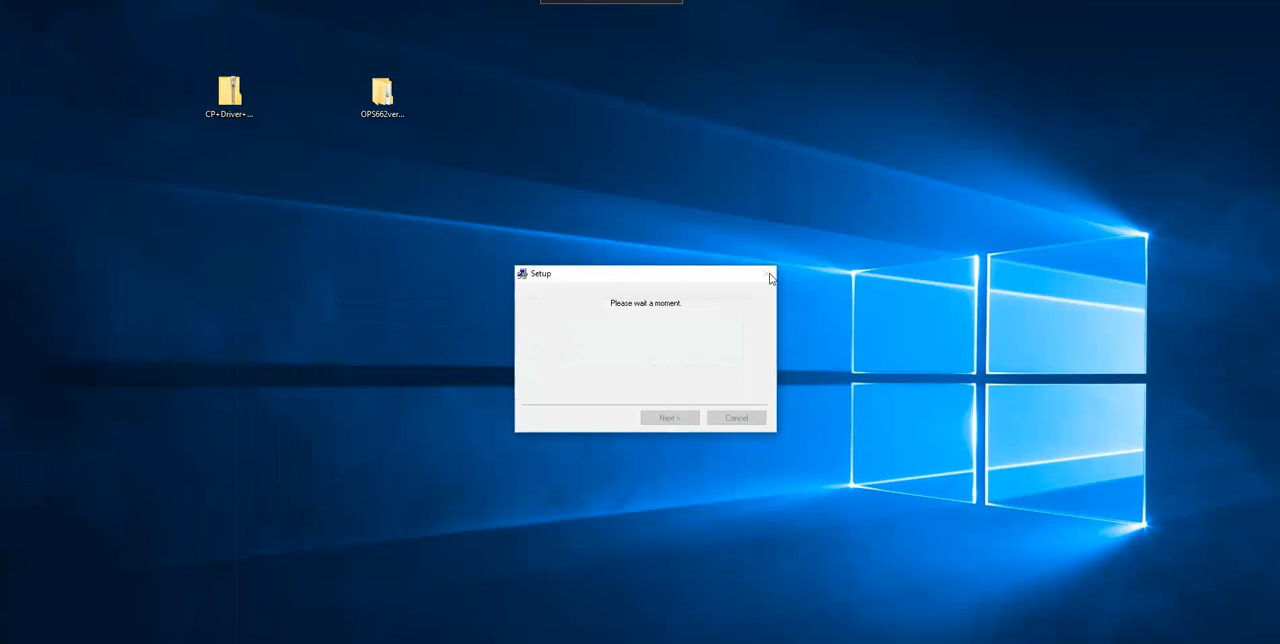 CP+Driver+...
OPS662ver...
Setup
Please wait a moment.
Next >
Cancel